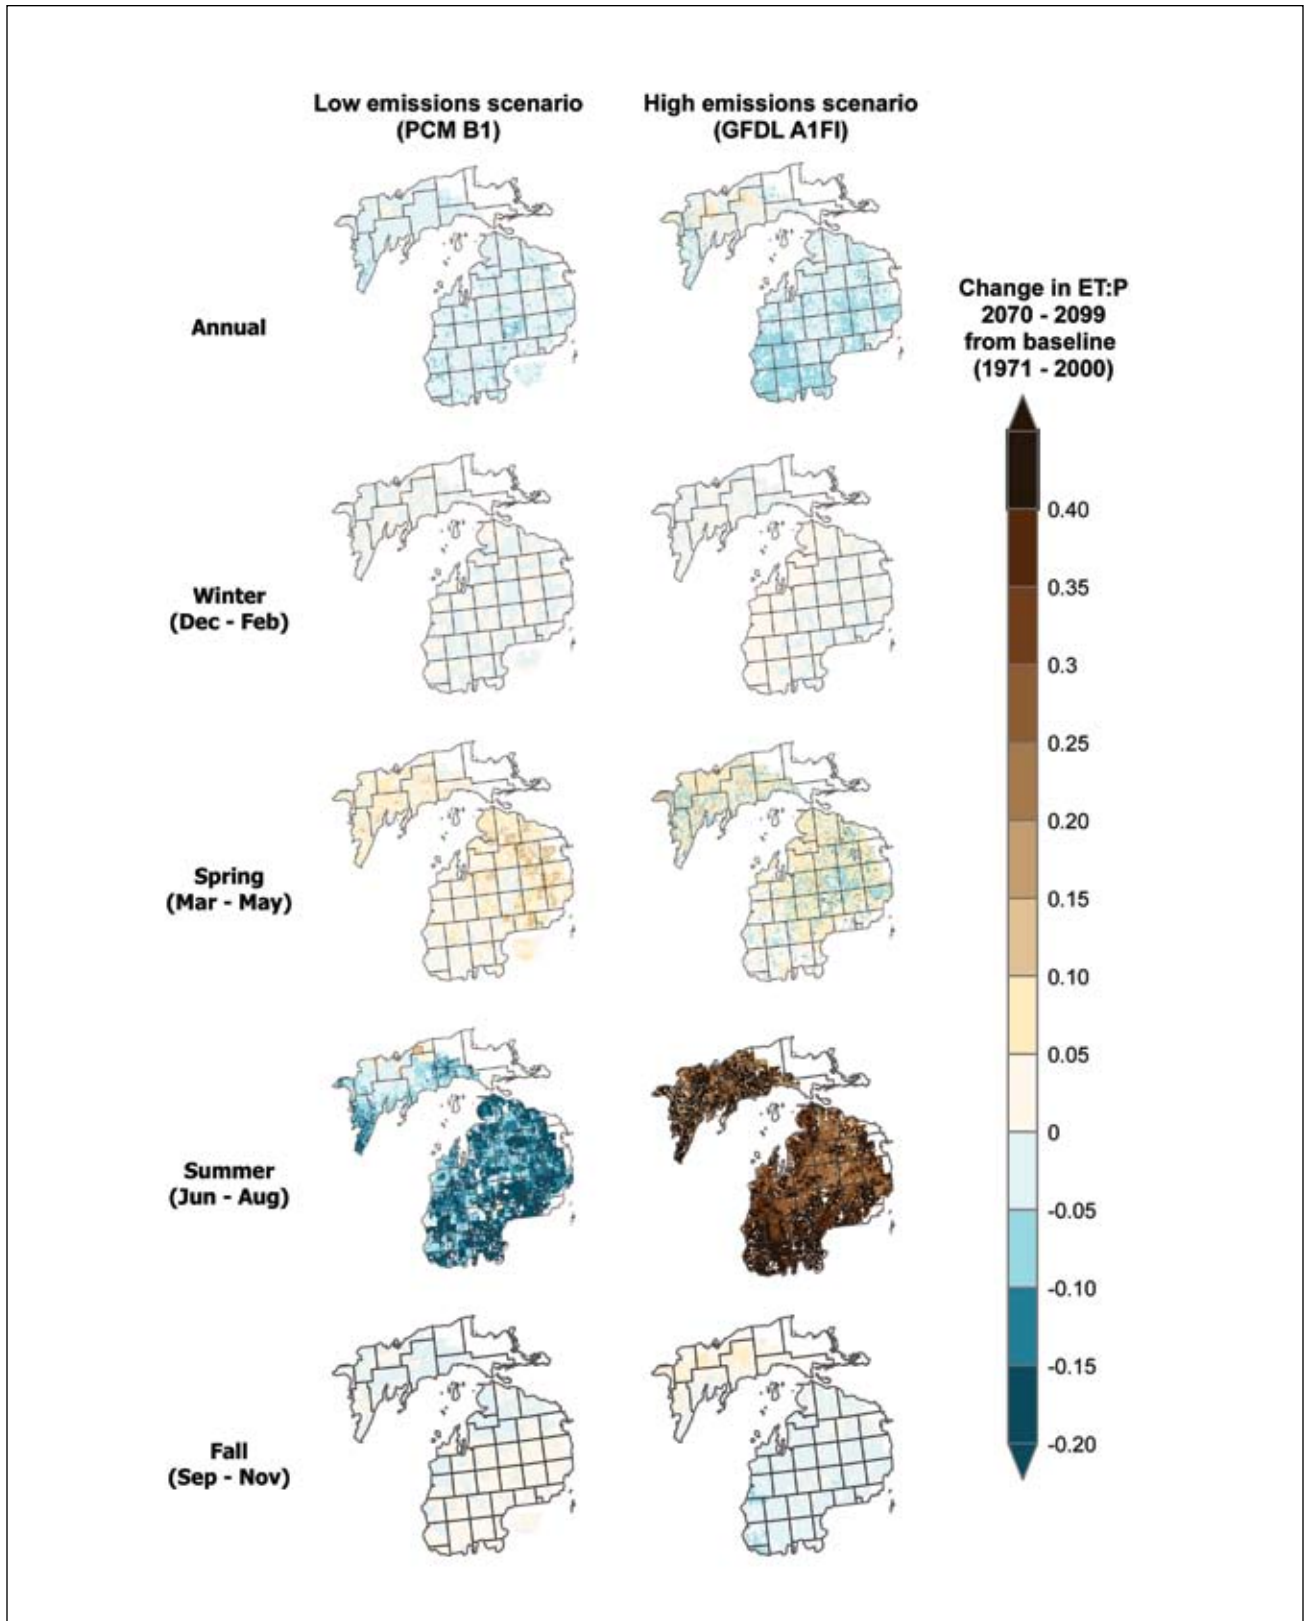 Low emissions scenario
(PCM B1)
High emissions scenario
(GFDL A1FI)
Annual
Winter
(Dec - Feb)
Spring
(Mar - May)
Summer
(Jun - Aug)
Fall
(Sep - Nov)
Change in ET:P
2070 - 2099
from baseline
(1971 - 2000)
0.40
0.35
0.3
0.25
0.20
0.15
0.10
0.05
0
-0.05
-0.10
-0.15
-0.20